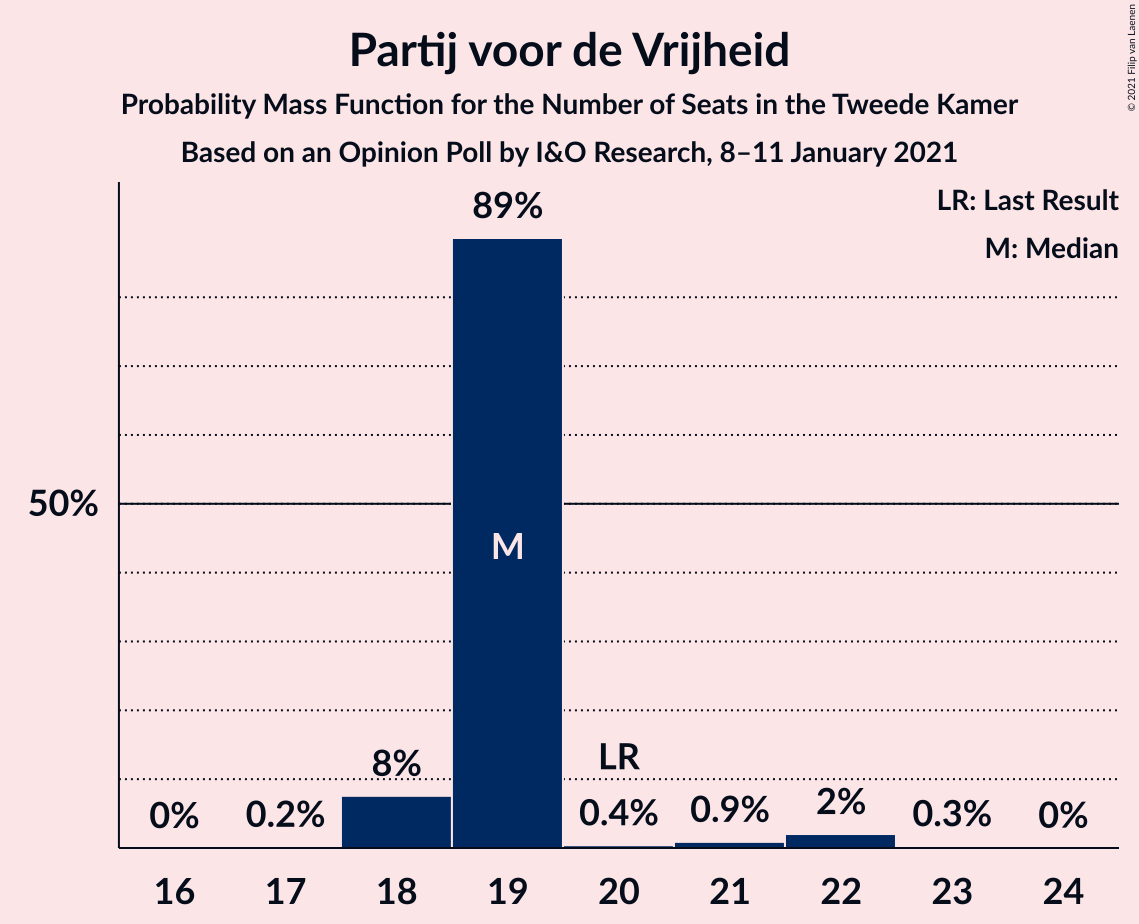 Partij voor de Vrijheid
Probability Mass Function for the Number of Seats in the Tweede Kamer
Based on an Opinion Poll by I&O Research, 8–11 January 2021
© 2021 Filip van Laenen
LR: Last Result
M: Median
89%
50%
M
8%
LR
0%
0.2%
0.4%
0.9%
2%
0.3%
0%
16 17 18 19 20 21 22 23 24